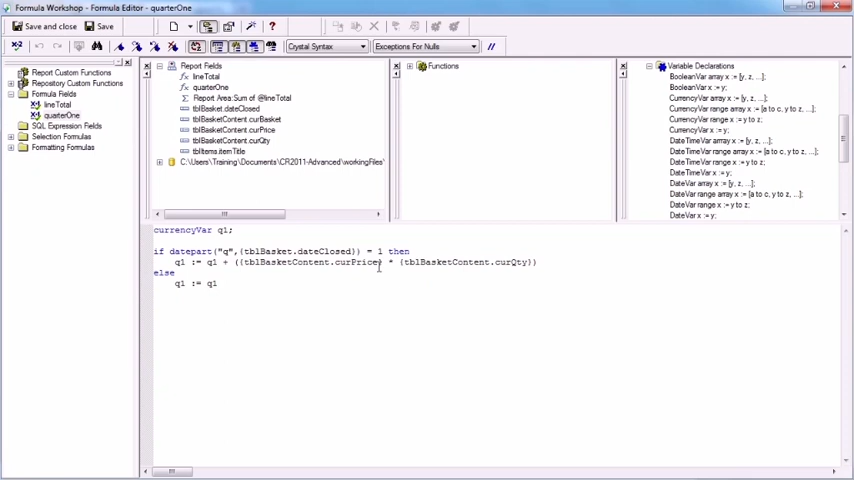 Formula Workshop - Formula Editor - quarterOne
Save and close
Save
Crystal Syntax
Exceptions For Nulls
//
Report Custom Functions
Repository Custom Functions
Formula Fields
lineTotal
quarterOne
SQL Expression Fields
Selection Formulas
Formatting Formulas
Report Fields
lineTotal
quarterOne
Report Area:Sum of @lineTotal
tblBasket.dateClosed
tblBasketContent.curBasket
tblBasketContent.curPrice
tblBasketContent.curQty
tblItems.itemTitle
C:\Users\Training\Documents\CR2011-Advanced\workingFiles'
Functions
Variable Declarations
BooleanVar array x := [y, z, ...];
BooleanVar x := y;
CurrencyVar array x := [y, z, ...];
CurrencyVar range array x := [a to c, y to z, ...];
CurrencyVar range x := y to z;
CurrencyVar x := y;
DateTimeVar array x := [y, z, ...];
DateTimeVar range array x := [a to c, y to z, ...];
DateTimeVar range x := y to z;
DateTimeVar x := y;
DateVar array x := [y, z, ...];
DateVar range array x := [a to c, y to z, ...];
DateVar range x := y to z;
DateVar x := y;
currencyVar q1;
if datepart("q",{tblBasket.dateClosed}) = 1 then
q1 := q1 + ({tblBasketContent.curPrice} * {tblBasketContent.curQty})
else
q1 := q1